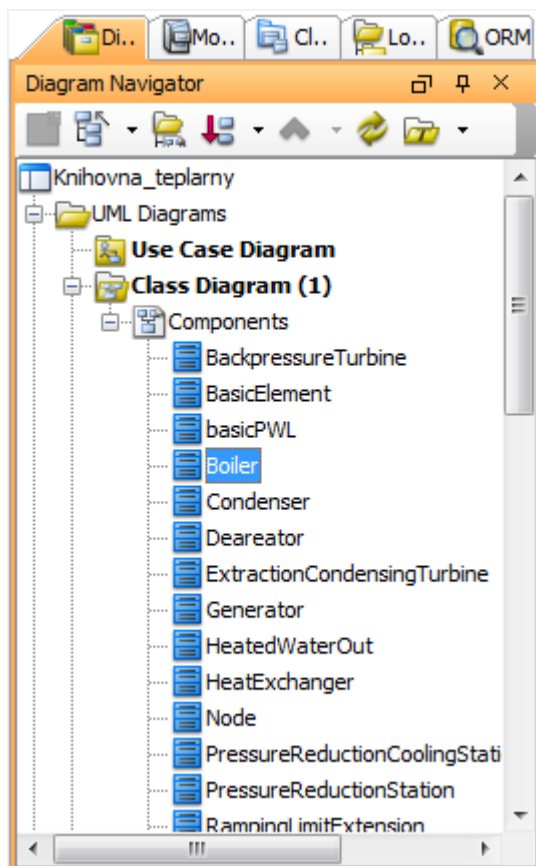 Di.. Mo.. Cl.. Lo.. ORM
Diagram Navigator
Knihovna_teplarny
UML Diagrams
Use Case Diagram
Class Diagram (1)
Components
BackpressureTurbine
BasicElement
basicPWL
Boiler
Condenser
Deareator
ExtractionCondensingTurbine
Generator
HeatedWaterOut
HeatExchanger
Node
PressureReductionCoolingStati
PressureReductionStation
RampingLimitExtension